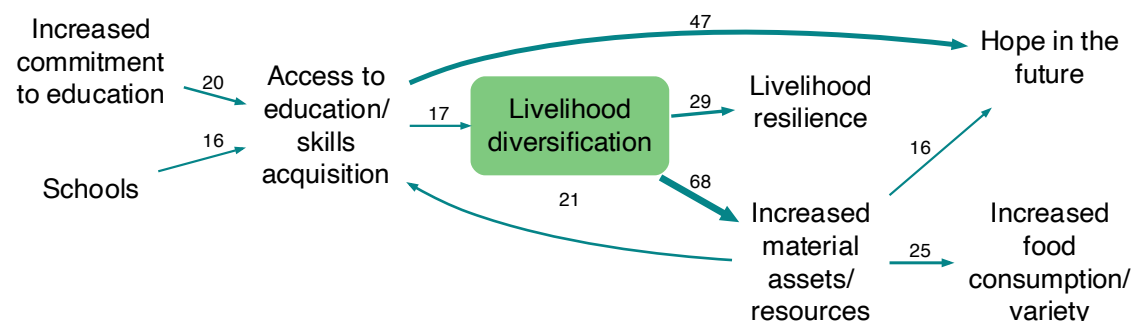 Increased
commitment
to education
20
Schools
16
Access to
education/
skills
acquisition
47
17
Livelihood
diversification
29
Livelihood
resilience
68
21
Increased
material
assets/
resources
16
Hope in the
future
25
Increased
food
consumption/
variety